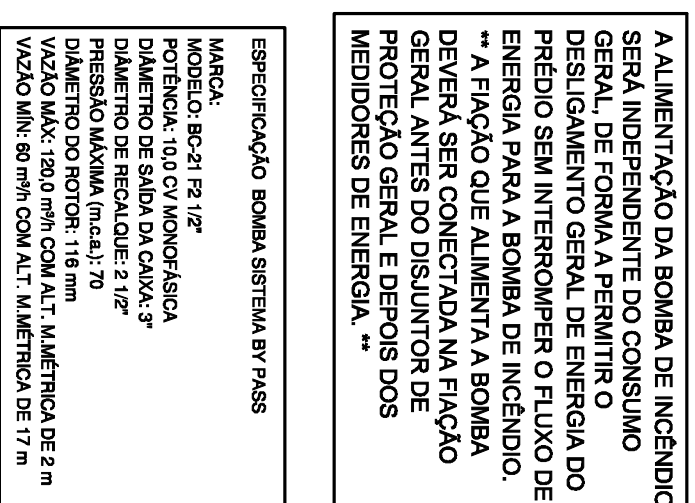 A ALIMENTAÇÃO DA BOMBA DE INCÊNDIO
SERÁ INDEPENDENTE DO CONSUMO
GERAL, DE FORMA A PERMITIR O
DESLIGAMENTO GERAL DE ENERGIA DO
PRÉDIO SEM INTERROMPER O FLUXO DE
ENERGIA PARA A BOMBA DE INCÊNDIO.
** A FIAÇÃO QUE ALIMENTA A BOMBA
DEVERÁ SER CONECTADA NA FIAÇÃO
GERAL ANTES DO DISJUNTOR DE
PROTEÇÃO GERAL E DEPOIS DOS
MEDIDORES DE ENERGIA. **
ESPECIFICAÇÃO BOMBA SISTEMA BY PASS
MARCA:
MODELO: BC-21 F2 1/2"
POTÊNCIA: 10,0 CV MONOFÁSICA
DIÂMETRO DE SAÍDA DA CAIXA: 3"
DIÂMETRO DE RECALQUE: 2 1/2"
PRESSÃO MÁXIMA (m.c.a.): 70
DIÂMETRO DO ROTOR: 116 mm
VAZÃO MÁX: 120,0 m³/h COM ALT. M.MÉTRICA DE 2 m
VAZÃO MÍN: 60 m³/h COM ALT. M.MÉTRICA DE 17 m